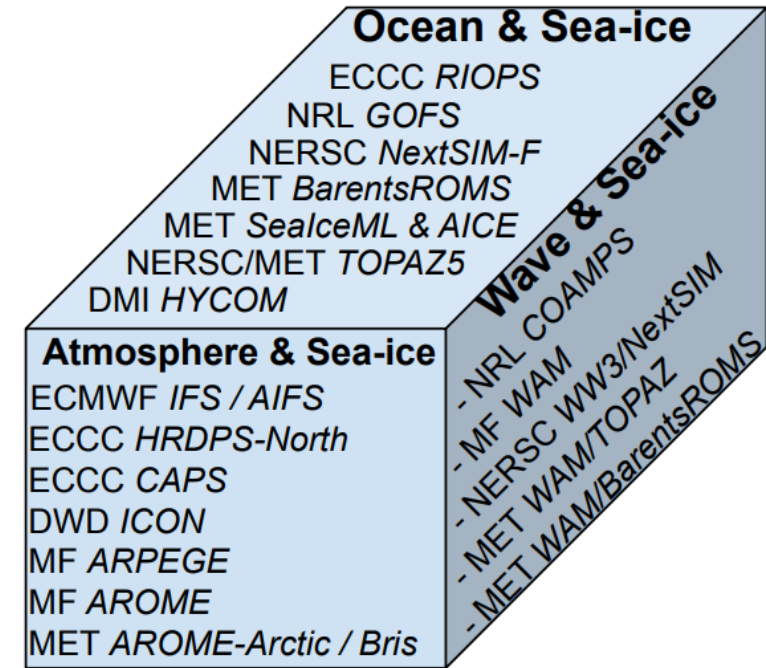 Ocean & Sea-ice
ECCC RIOPS
NRL GOFS
NERSC NextSIM-F
MET BarentsROMS
MET SeaIceML & AICE
NERSC/MET TOPAZ5
DMI HYCOM
Atmosphere & Sea-ice
ECMWF IFS / AIFS
ECCC HRDPS-North
ECCC CAPS
DWD ICON
MF ARPEGE
MF AROME
MET AROME-Arctic / Bris
Wave & Sea-ice
- NRL COAMPS
- MF WAM
- NERSC WW3/NextSIM
- MET WAM/TOPAZ
- MET WAM/BarentsROMS